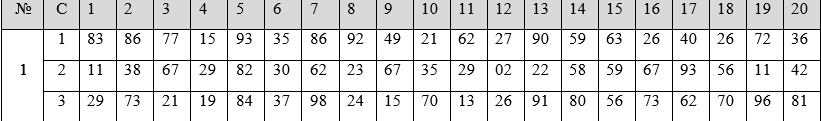 № C 1 2 3 4 5 6 7 8 9 10 11 12 13 14 15 16 17 18 19 20
1 83 86 77 15 93 35 86 92 49 21 62 27 90 59 63 26 40 26 72 36
1 2 11 38 67 29 82 30 62 23 67 35 29 02 22 58 59 67 93 56 11 42
3 29 73 21 19 84 37 98 24 15 70 13 26 91 80 56 73 62 70 96 81